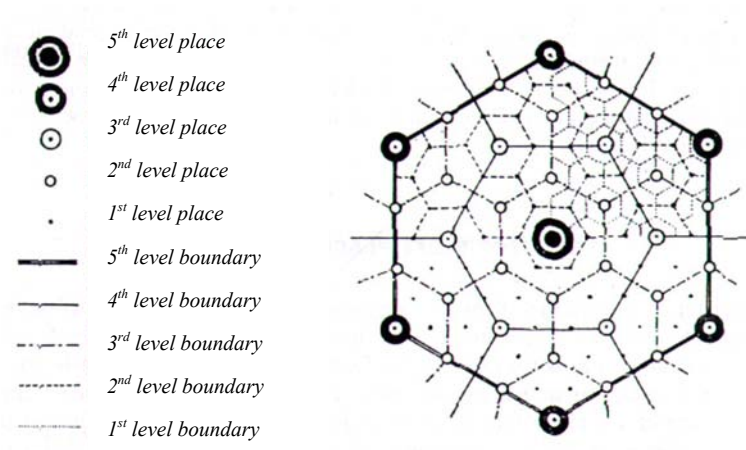 5th level place
4th level place
3rd level place
2nd level place
1st level place
5th level boundary
4th level boundary
3rd level boundary
2nd level boundary
1st level boundary